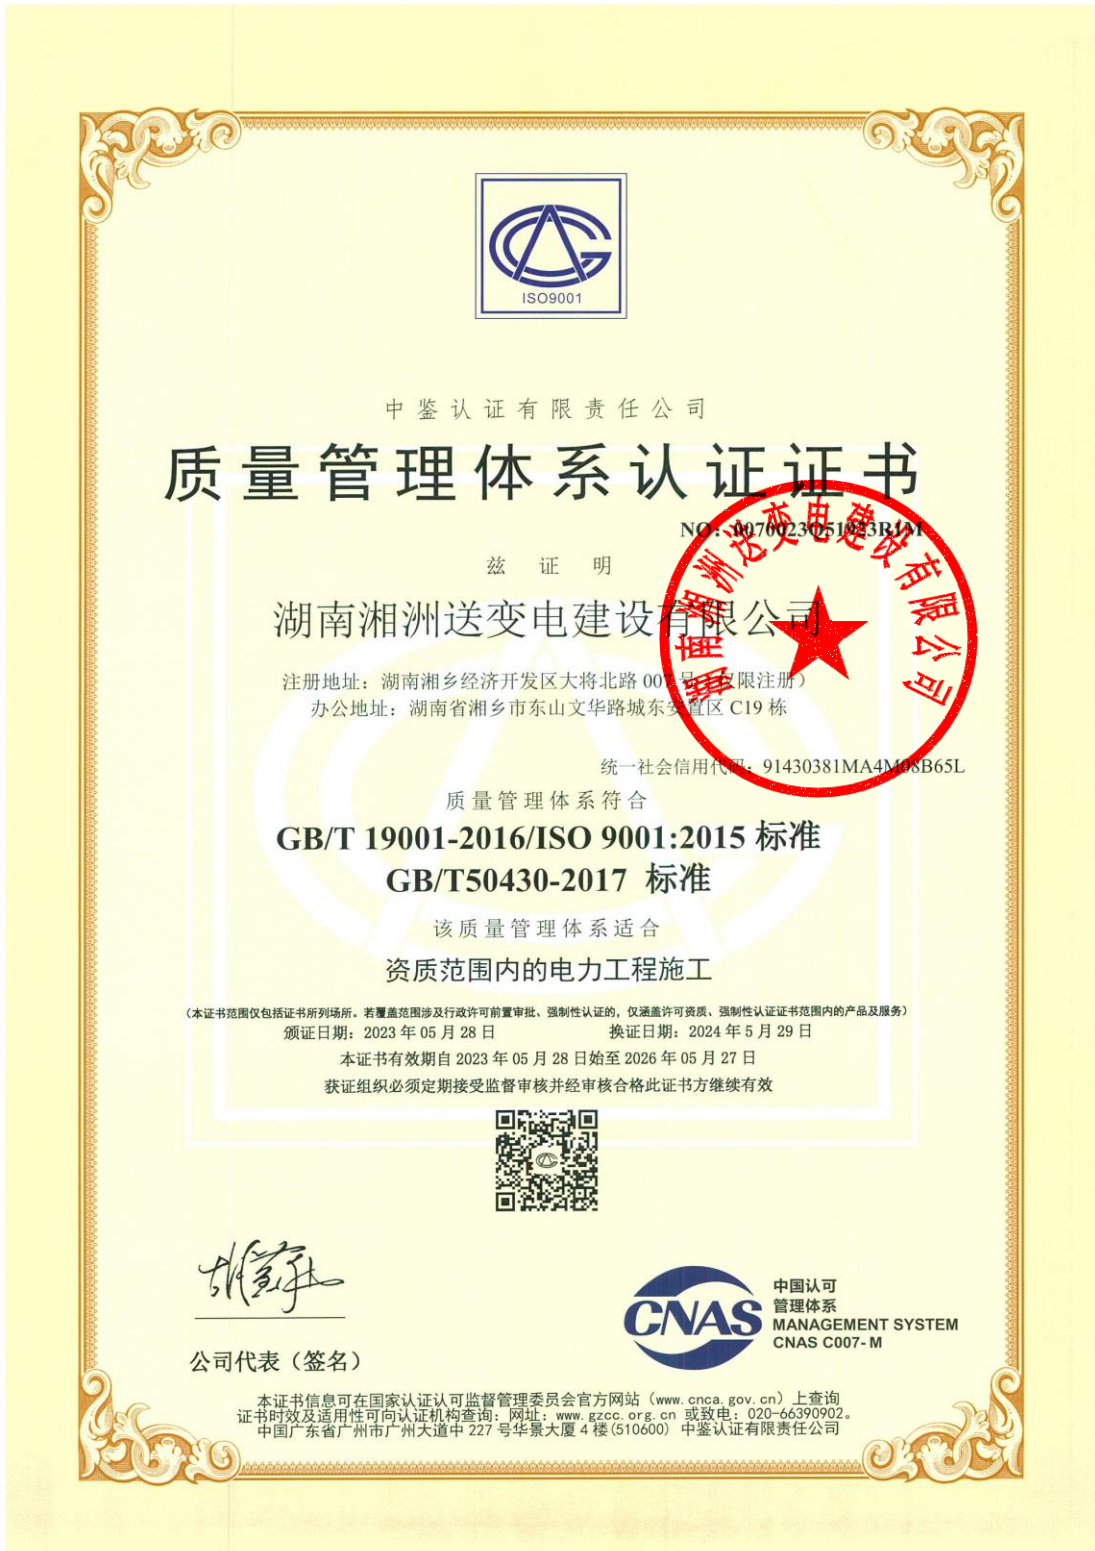 ISO9001
中鉴认证有限责任公司
质量管理体系认证证书
NO：0070023Q51923R1M
兹证明
湖南湘洲送变电建设有限公司
注册地址：湖南湘乡经济开发区大将北路 007 号（仅限注册）
办公地址：湖南省湘乡市东山文华路城东安置区 C19 栋
统一社会信用代码：91430381MA4M08B65L
湖南湘洲送变电建设有限公司
质量管理体系符合
GB/T 19001-2016/ISO 9001:2015 标准
GB/T50430-2017 标准
该质量管理体系适合
资质范围内的电力工程施工
（本证书范围仅包括证书所列场所。若覆盖范围涉及行政许可前置审批、强制性认证的，仅涵盖许可资质、强制性认证证书范围内的产品及服务）
颁证日期：2023 年 05 月 28 日 换证日期：2024 年 5 月 29 日
本证书有效期自 2023 年 05 月 28 日始至 2026 年 05 月 27 日
获证组织必须定期接受监督审核并经审核合格此证书方继续有效
公司代表（签名）
CNAS
中国认可
管理体系
MANAGEMENT SYSTEM
CNAS C007-M
本证书信息可在国家认证认可监督管理委员会官方网站（www.cnca.gov.cn）上查询
证书时效及适用性可向认证机构查询：网址：www.gzcc.org.cn 或致电：020-66390902。
中国广东省广州市广州大道中 227 号华景大厦 4 楼(510600) 中鉴认证有限责任公司